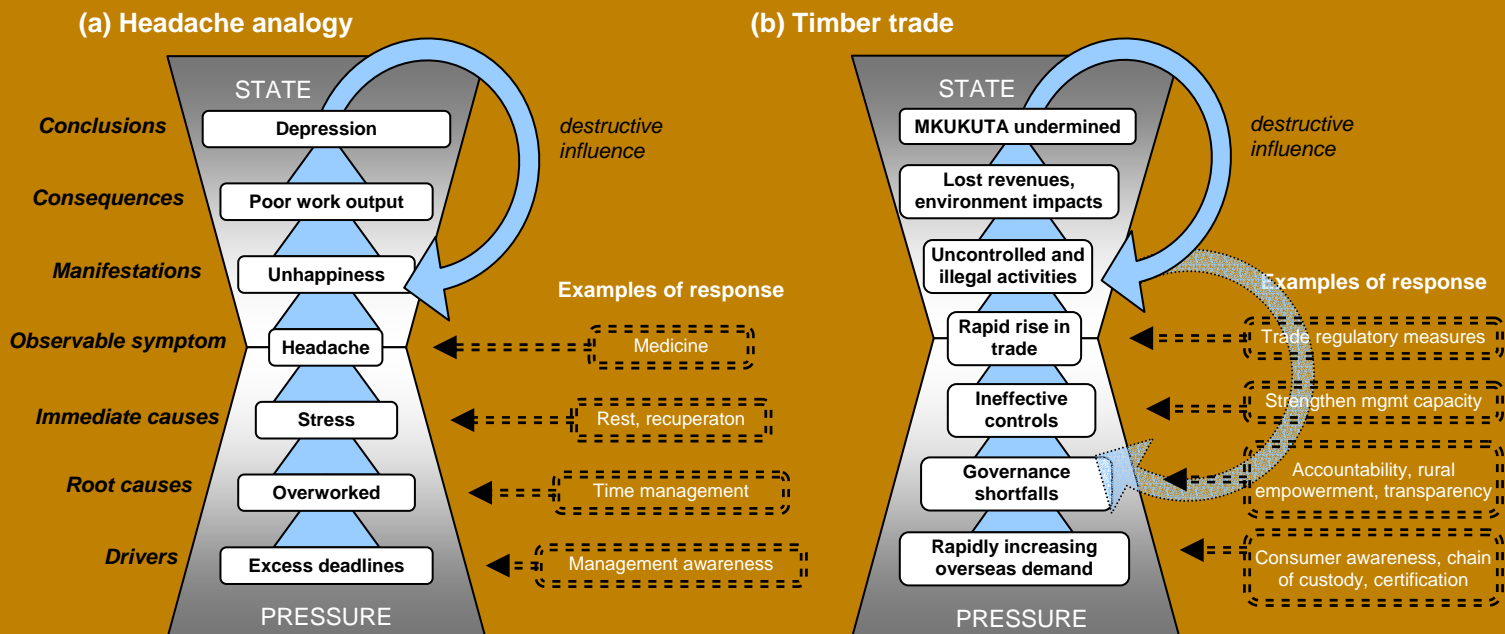 (a) Headache analogy
STATE
Conclusions
Depression
destructive
influence
Consequences
Poor work output
Manifestations
Unhappiness
Examples of response
Observable symptom
Headache
Medicine
Immediate causes
Stress
Rest, recuperaton
Root causes
Overworked
Time management
Drivers
Excess deadlines
Management awareness
PRESSURE
(b) Timber trade
STATE
MKUKUTA undermined
destructive
influence
Lost revenues,
environment impacts
Uncontrolled and
illegal activities
Examples of response
Rapid rise in
trade
Trade regulatory measures
Ineffective
controls
Strengthen mgmt capacity
Governance
shortfalls
Accountability, rural
empowerment, transparency
Rapidly increasing
overseas demand
Consumer awareness, chain
of custody, certification
PRESSURE